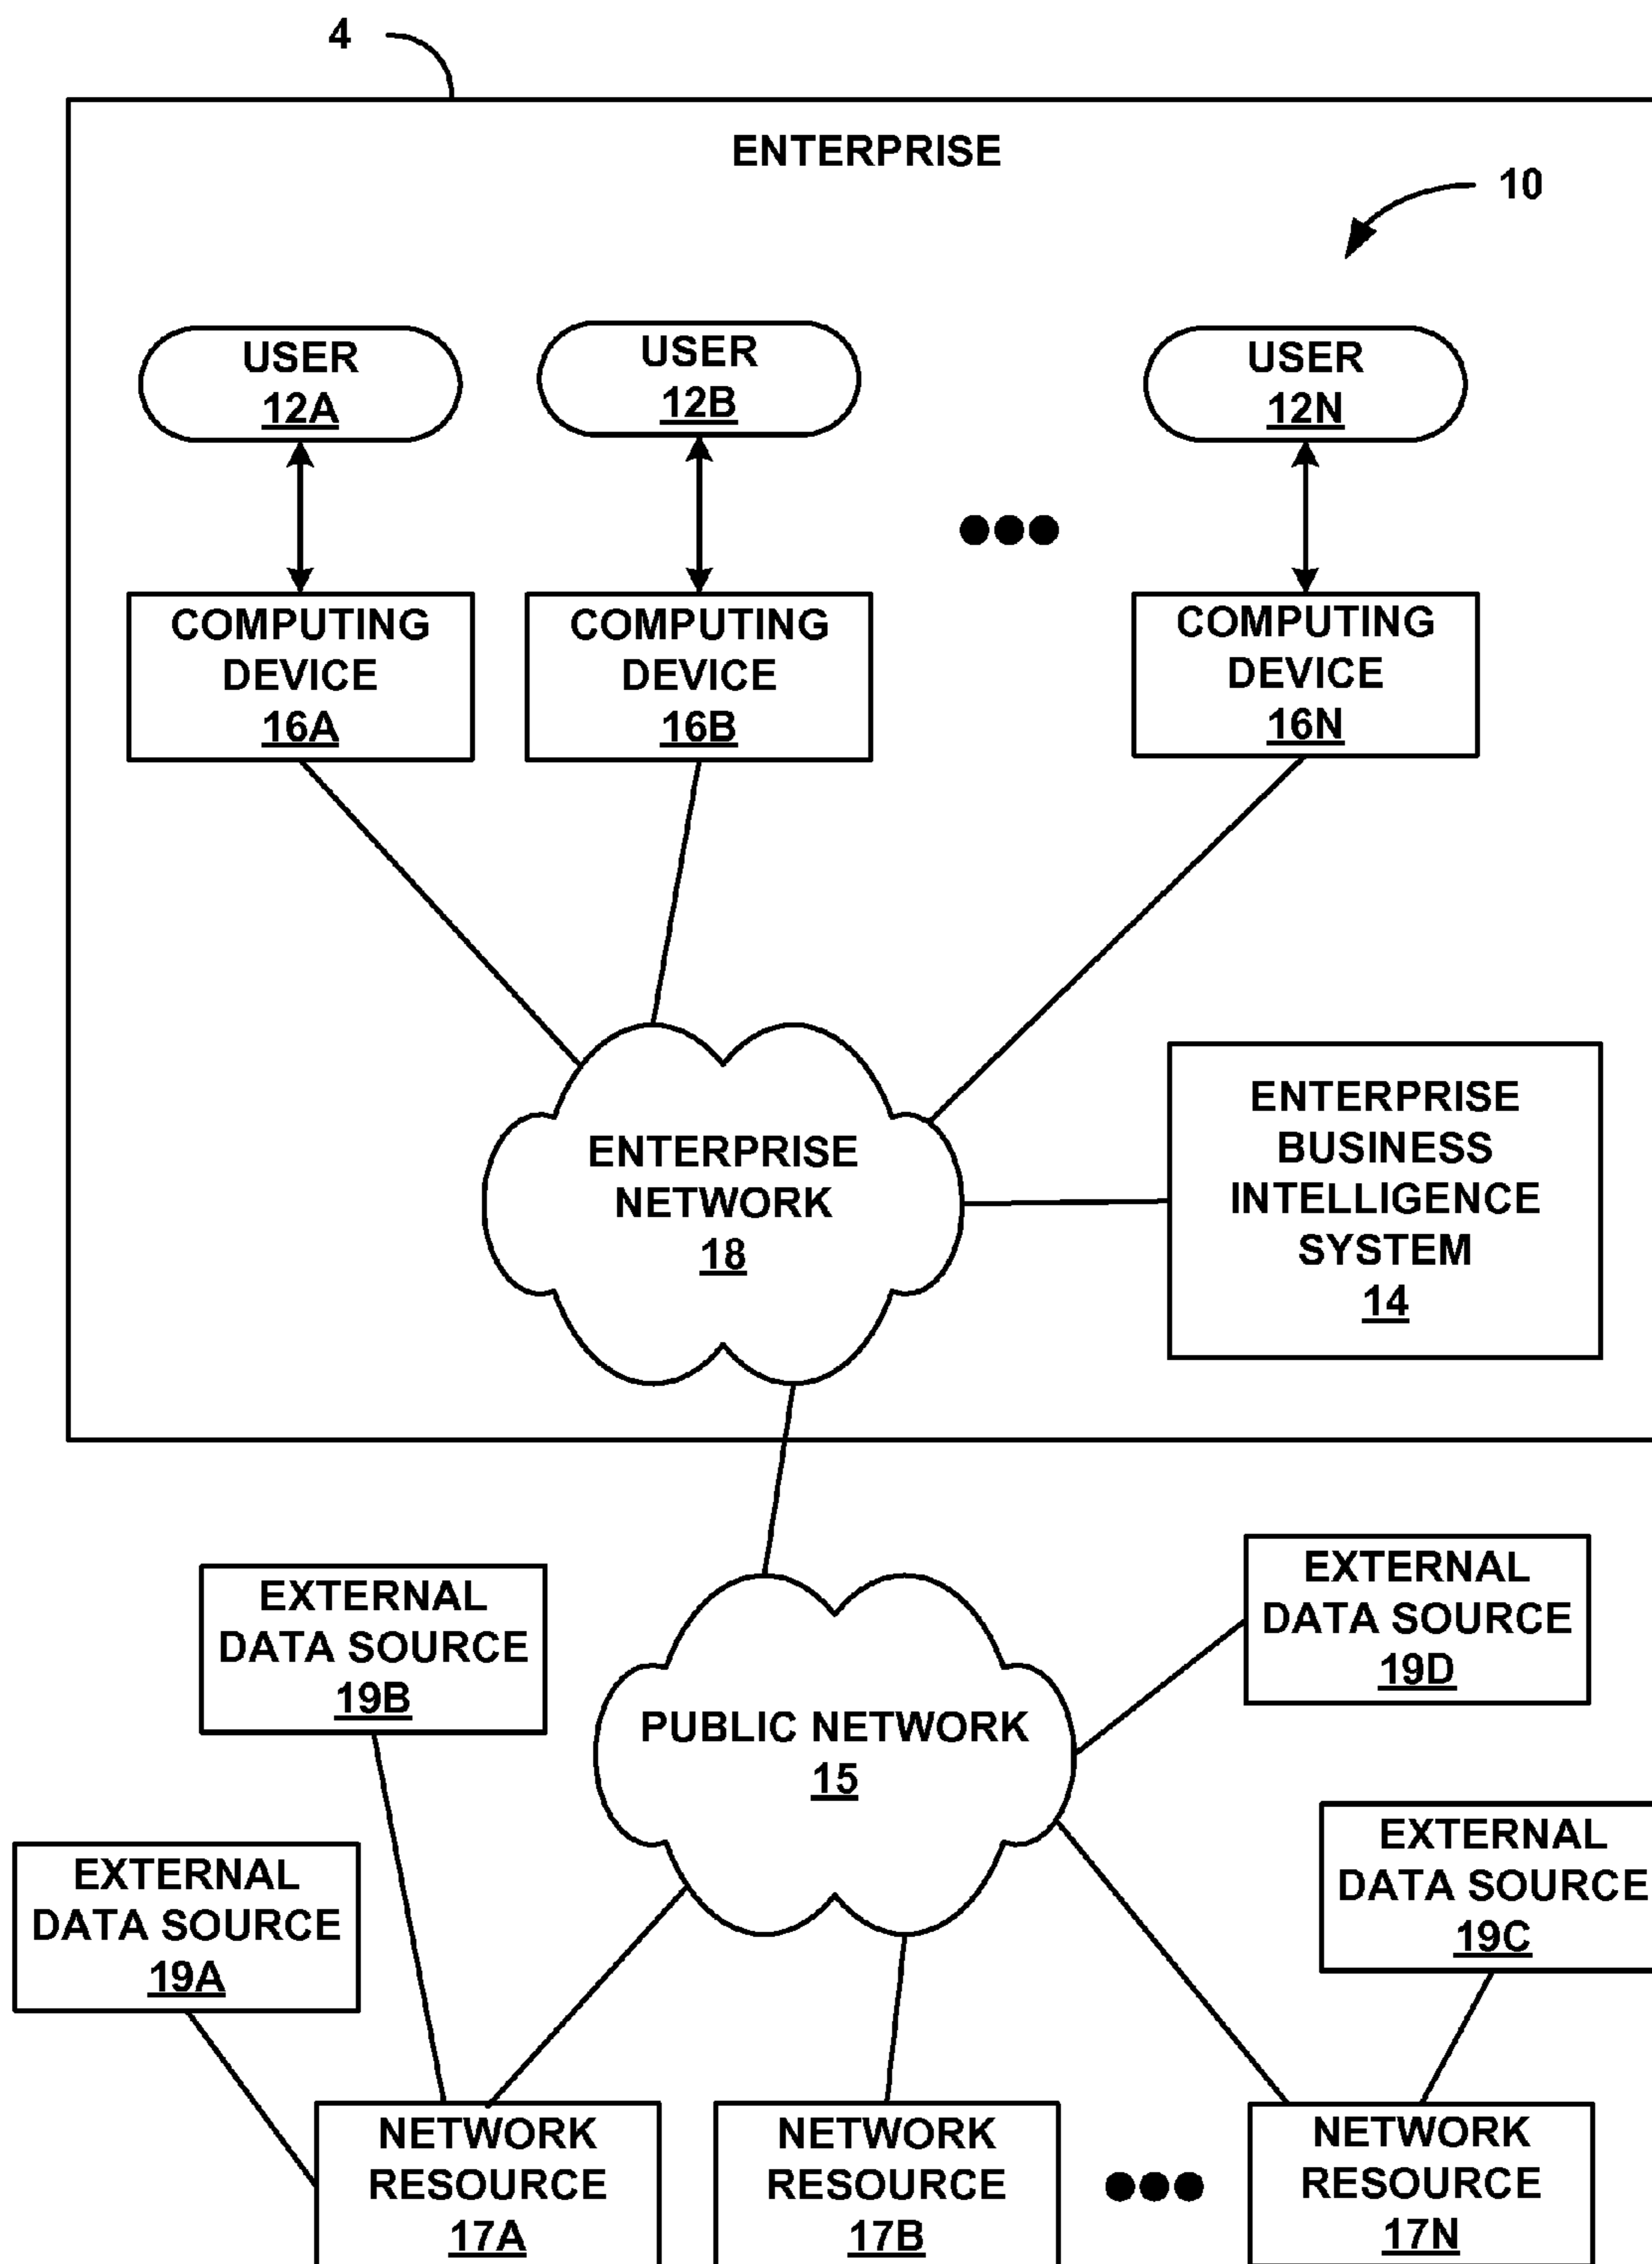 4
ENTERPRISE
10
USER
12A
USER
12B
USER
12N
COMPUTING
DEVICE
16A
COMPUTING
DEVICE
16B
COMPUTING
DEVICE
16N
ENTERPRISE
NETWORK
18
ENTERPRISE
BUSINESS
INTELLIGENCE
SYSTEM
14
EXTERNAL
DATA SOURCE
19B
EXTERNAL
DATA SOURCE
19D
PUBLIC NETWORK
15
EXTERNAL
DATA SOURCE
19A
EXTERNAL
DATA SOURCE
19C
NETWORK
RESOURCE
17A
NETWORK
RESOURCE
17B
NETWORK
RESOURCE
17N